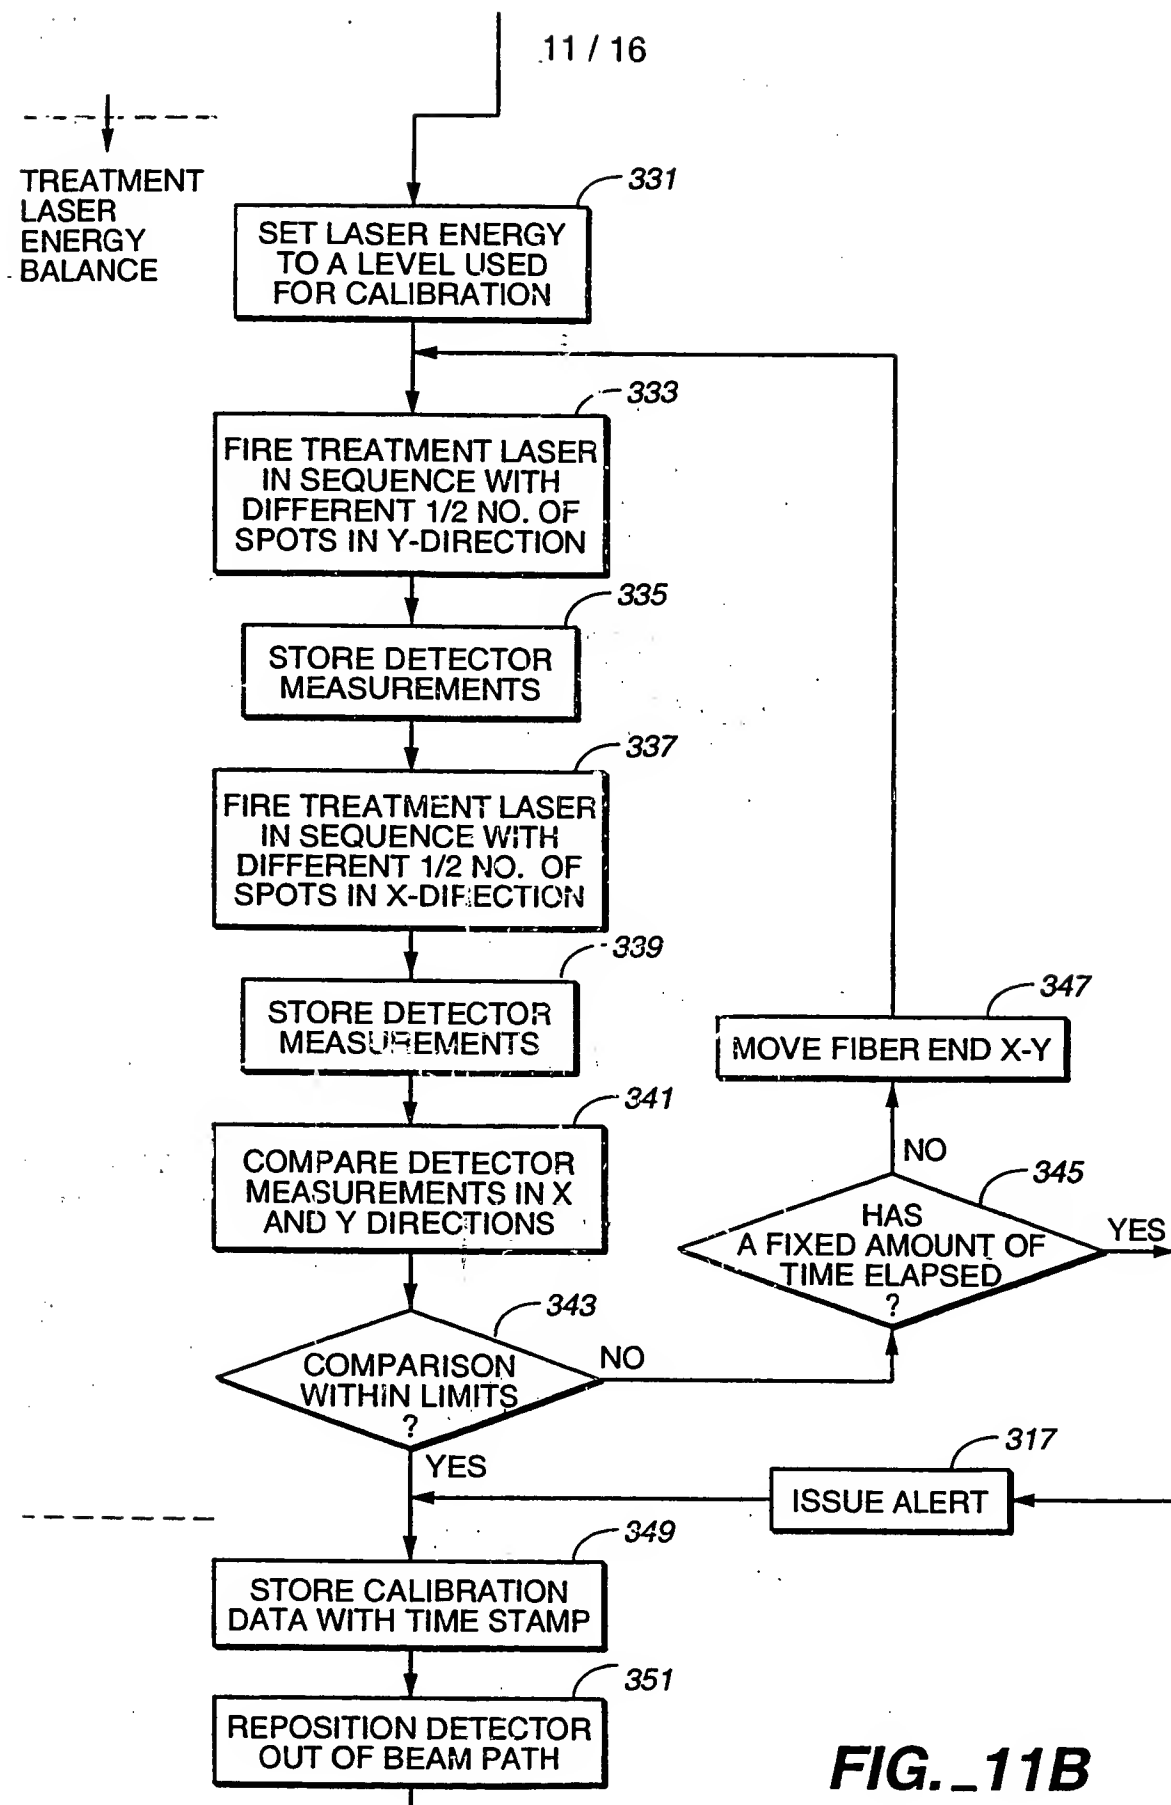 11 / 16
TREATMENT
LASER
ENERGY
BALANCE
331
SET LASER ENERGY
TO A LEVEL USED
FOR CALIBRATION
333
FIRE TREATMENT LASER
IN SEQUENCE WITH
DIFFERENT 1/2 NO. OF
SPOTS IN Y-DIRECTION
335
STORE DETECTOR
MEASUREMENTS
337
FIRE TREATMENT LASER
IN SEQUENCE WITH
DIFFERENT 1/2 NO. OF
SPOTS IN X-DIRECTION
339
STORE DETECTOR
MEASUREMENTS
347
MOVE FIBER END X-Y
341
COMPARE DETECTOR
MEASUREMENTS IN X
AND Y DIRECTIONS
NO
345
HAS
A FIXED AMOUNT OF
TIME ELAPSED
?
YES
343
COMPARISON
WITHIN LIMITS
?
NO
YES
317
ISSUE ALERT
349
STORE CALIBRATION
DATA WITH TIME STAMP
351
REPOSITION DETECTOR
OUT OF BEAM PATH
FIG._11B